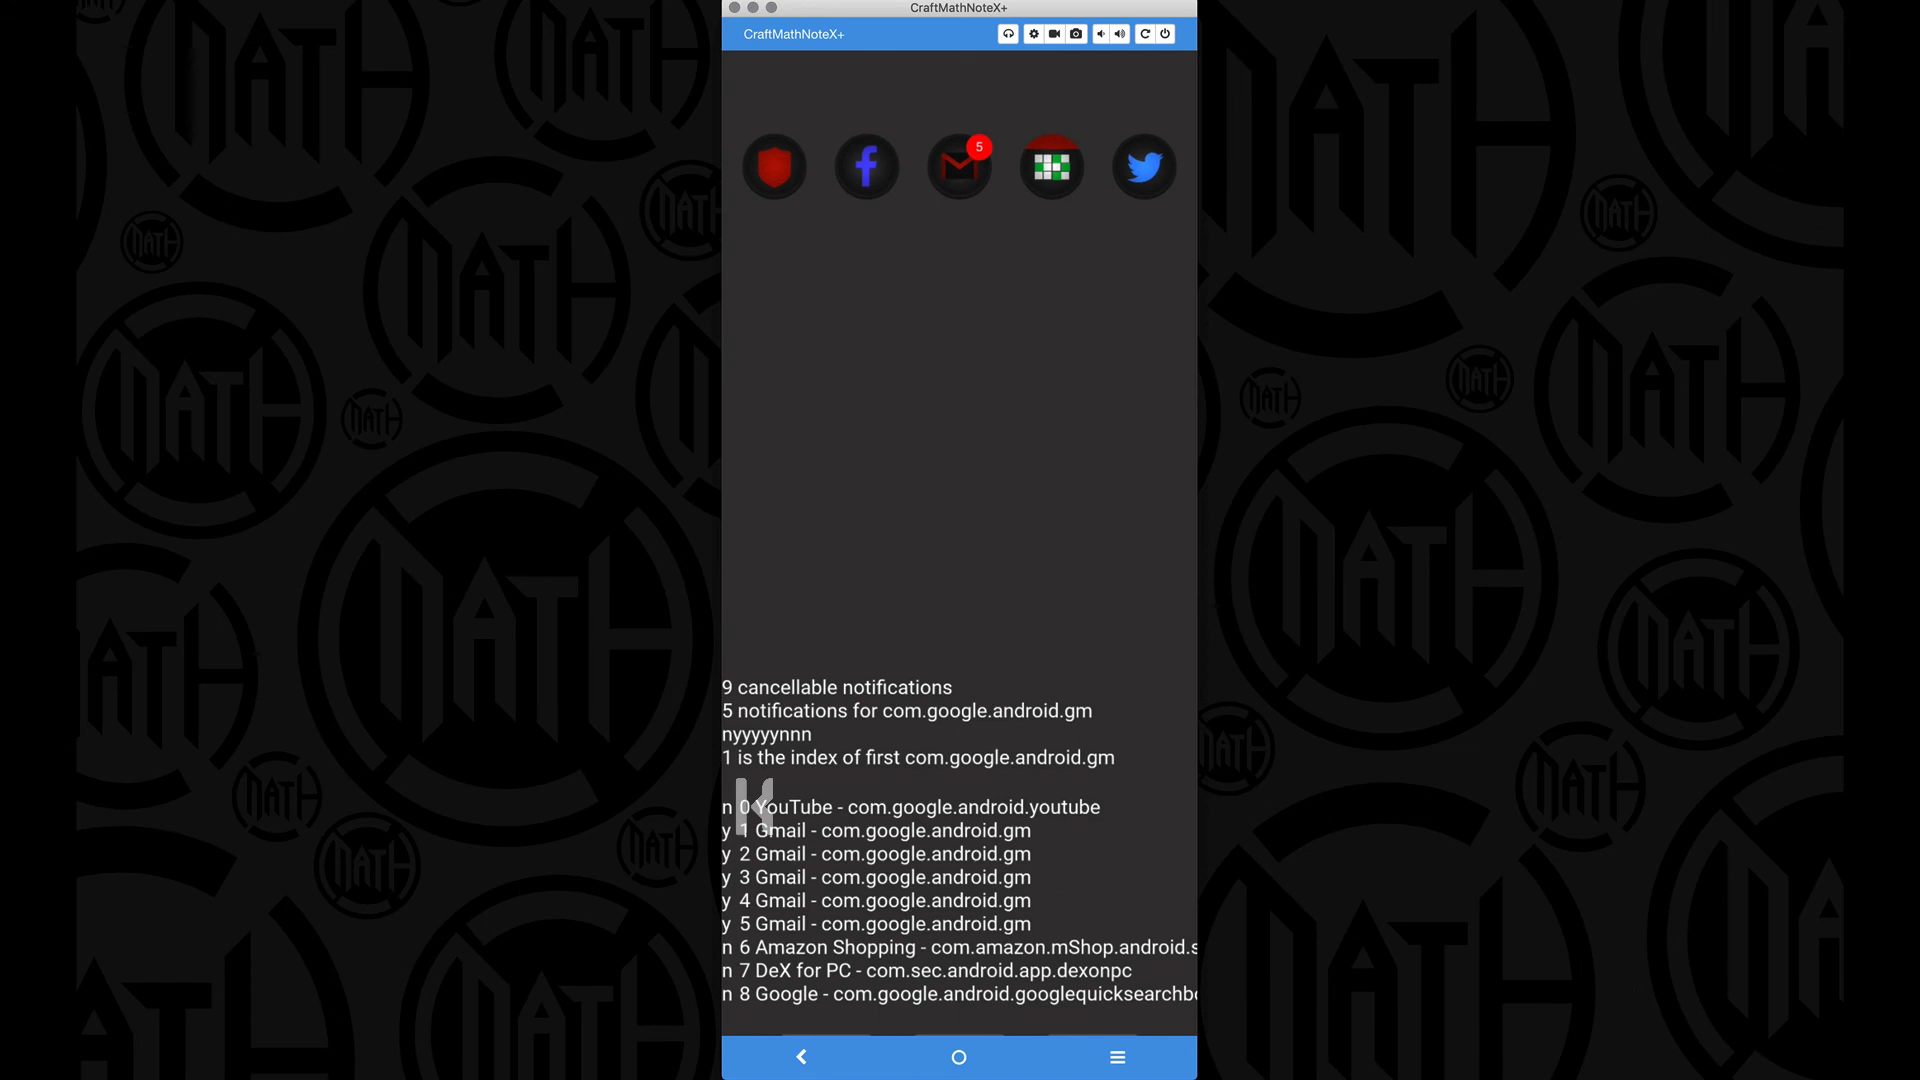 CraftMathNoteX+
CraftMathNoteX+
5
9 cancellable notifications
5 notifications for com.google.android.gm
nyyyyynnn
1 is the index of first com.google.android.gm
n 0 YouTube - com.google.android.youtube
y 1 Gmail - com.google.android.gm
y 2 Gmail - com.google.android.gm
y 3 Gmail - com.google.android.gm
y 4 Gmail - com.google.android.gm
y 5 Gmail - com.google.android.gm
n 6 Amazon Shopping - com.amazon.mShop.android.s
n 7 DeX for PC - com.sec.android.app.dexonpc
n 8 Google - com.google.android.googlequicksearchb
MATH